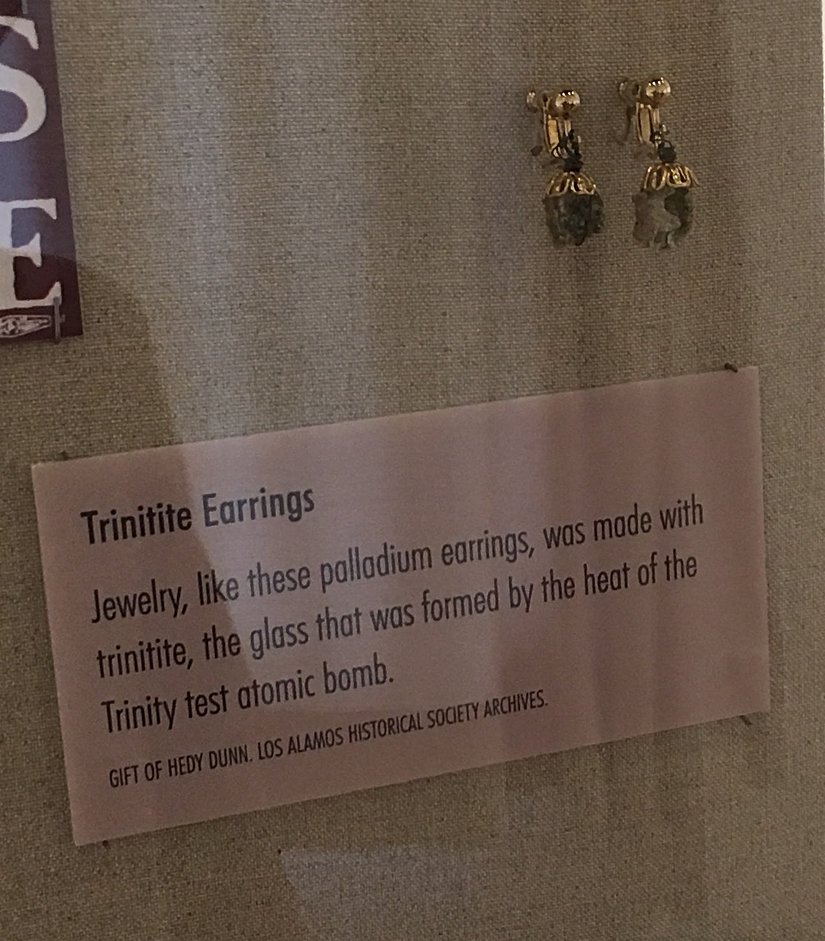 S
E
Trinitite Earrings
Jewelry, like these palladium earrings, was made with
trinitite, the glass that was formed by the heat of the
Trinity test atomic bomb.
GIFT OF HEDY DUNN. LOS ALAMOS HISTORICAL SOCIETY ARCHIVES.